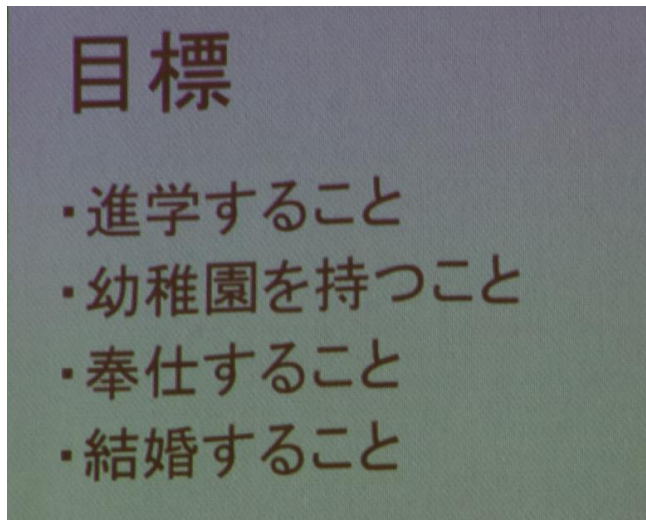 目標
・進学すること
・幼稚園を持つこと
・奉仕すること
・結婚すること